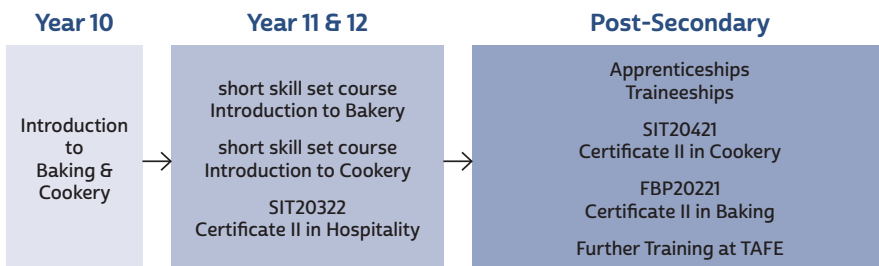 Year 10
Introduction
to
Baking &
Cookery
Year 11 & 12
short skill set course
Introduction to Bakery
short skill set course
Introduction to Cookery
SIT20322
Certificate II in Hospitality
Post-Secondary
Apprenticeships
Traineeships
SIT20421
Certificate II in Cookery
FBP20221
Certificate II in Baking
Further Training at TAFE